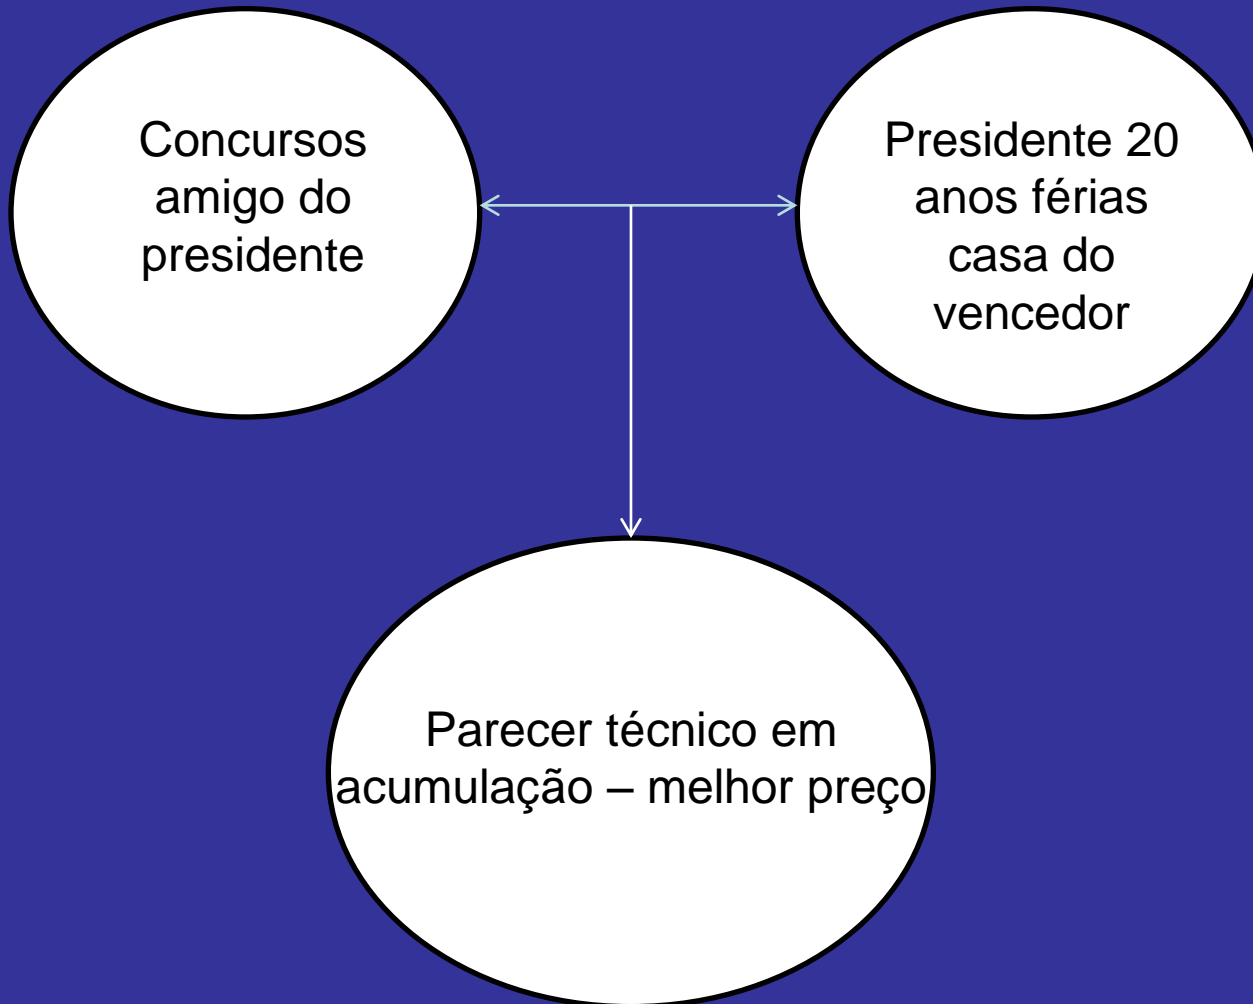 Concursos
amigo do
presidente
Presidente 20
anos férias
casa do
vencedor
Parecer técnico em
acumulação – melhor preço